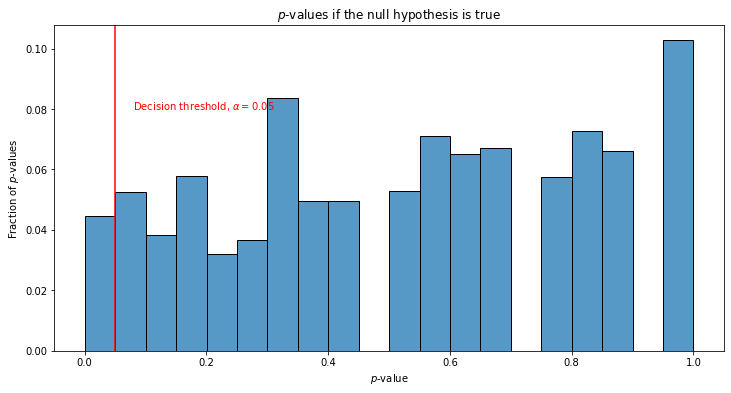 p-values if the null hypothesis is true
Fraction of p-values
0.10
0.08
0.06
0.04
0.02
0.00
Decision threshold, α = 0.05
0.0 0.2 0.4 0.6 0.8 1.0
p-value